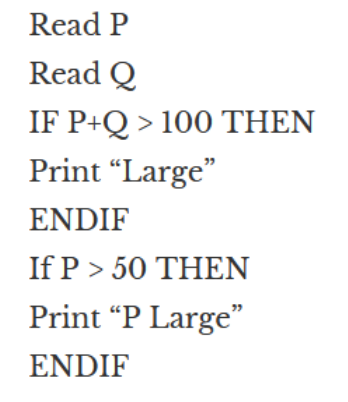 Read P
Read Q
IF P+Q > 100 THEN
Print “Large”
ENDIF
If P > 50 THEN
Print “P Large”
ENDIF